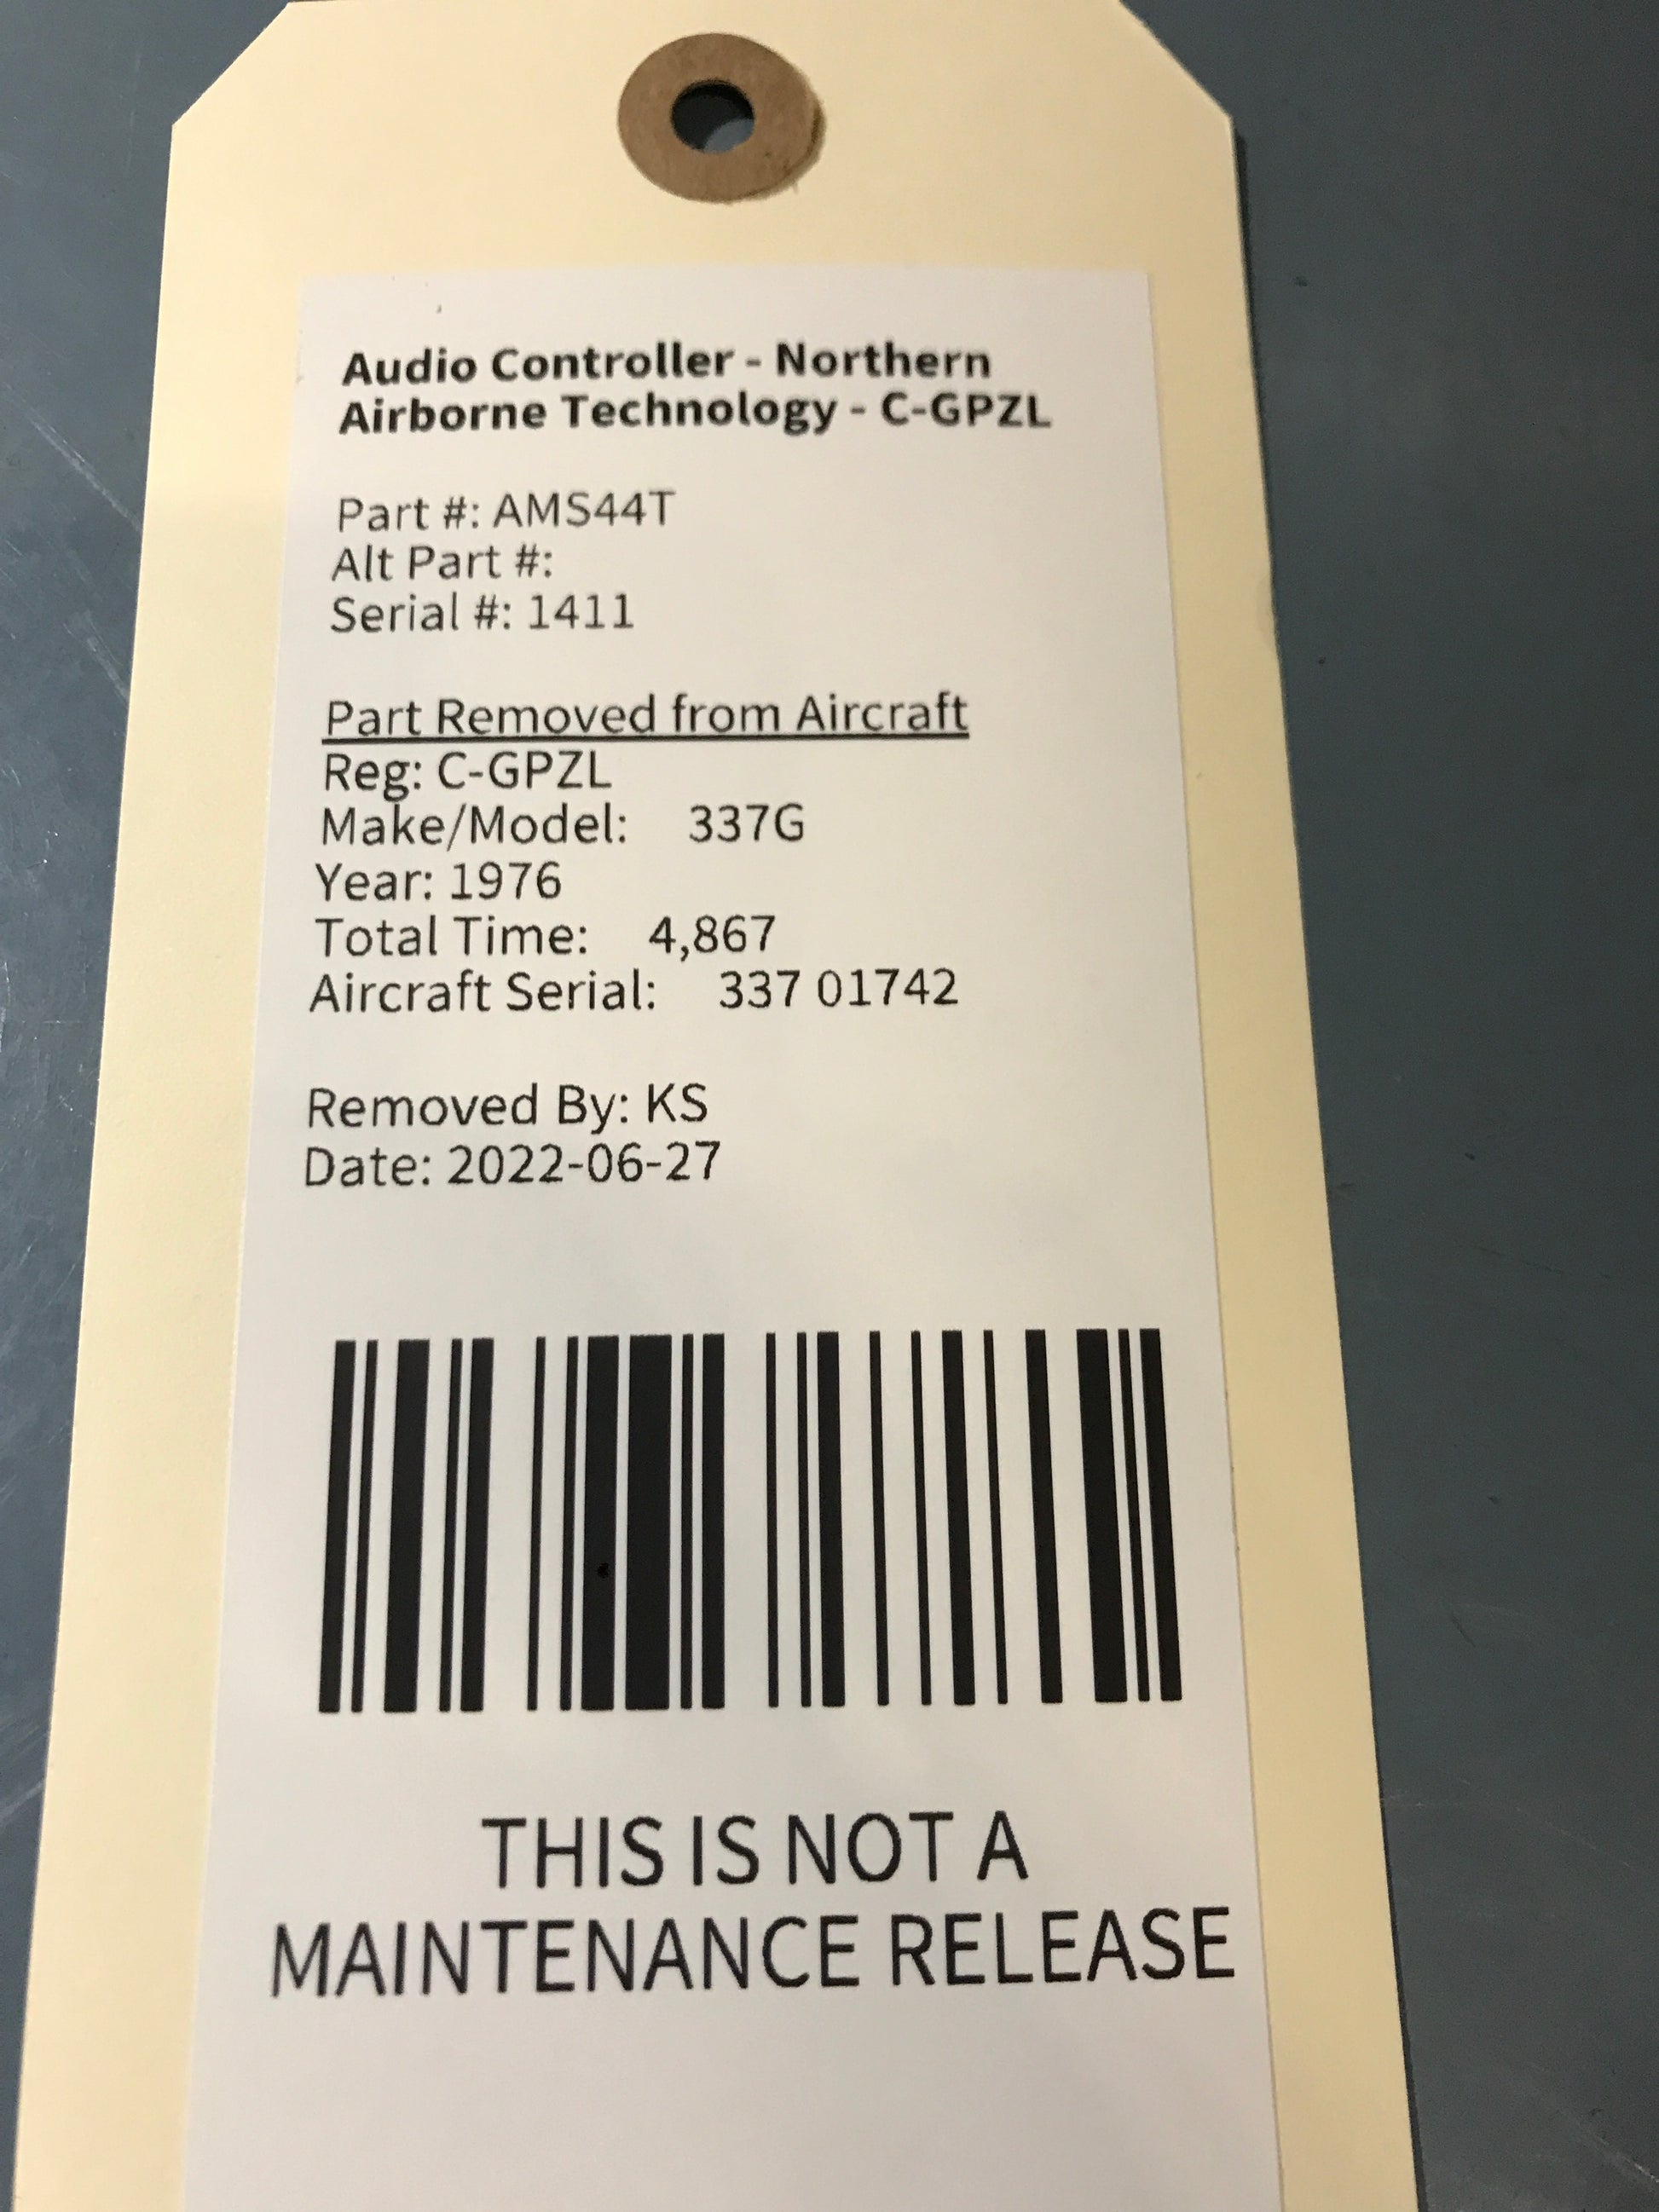 Audio Controller - Northern
Airborne Technology - C-GPZL
Part #: AMS44T
Alt Part #:
Serial #: 1411
Part Removed from Aircraft
Reg: C-GPZL
Make/Model: 337G
Year: 1976
Total Time: 4,867
Aircraft Serial: 337 01742
Removed By: KS
Date: 2022-06-27
THIS IS NOT A
MAINTENANCE RELEASE